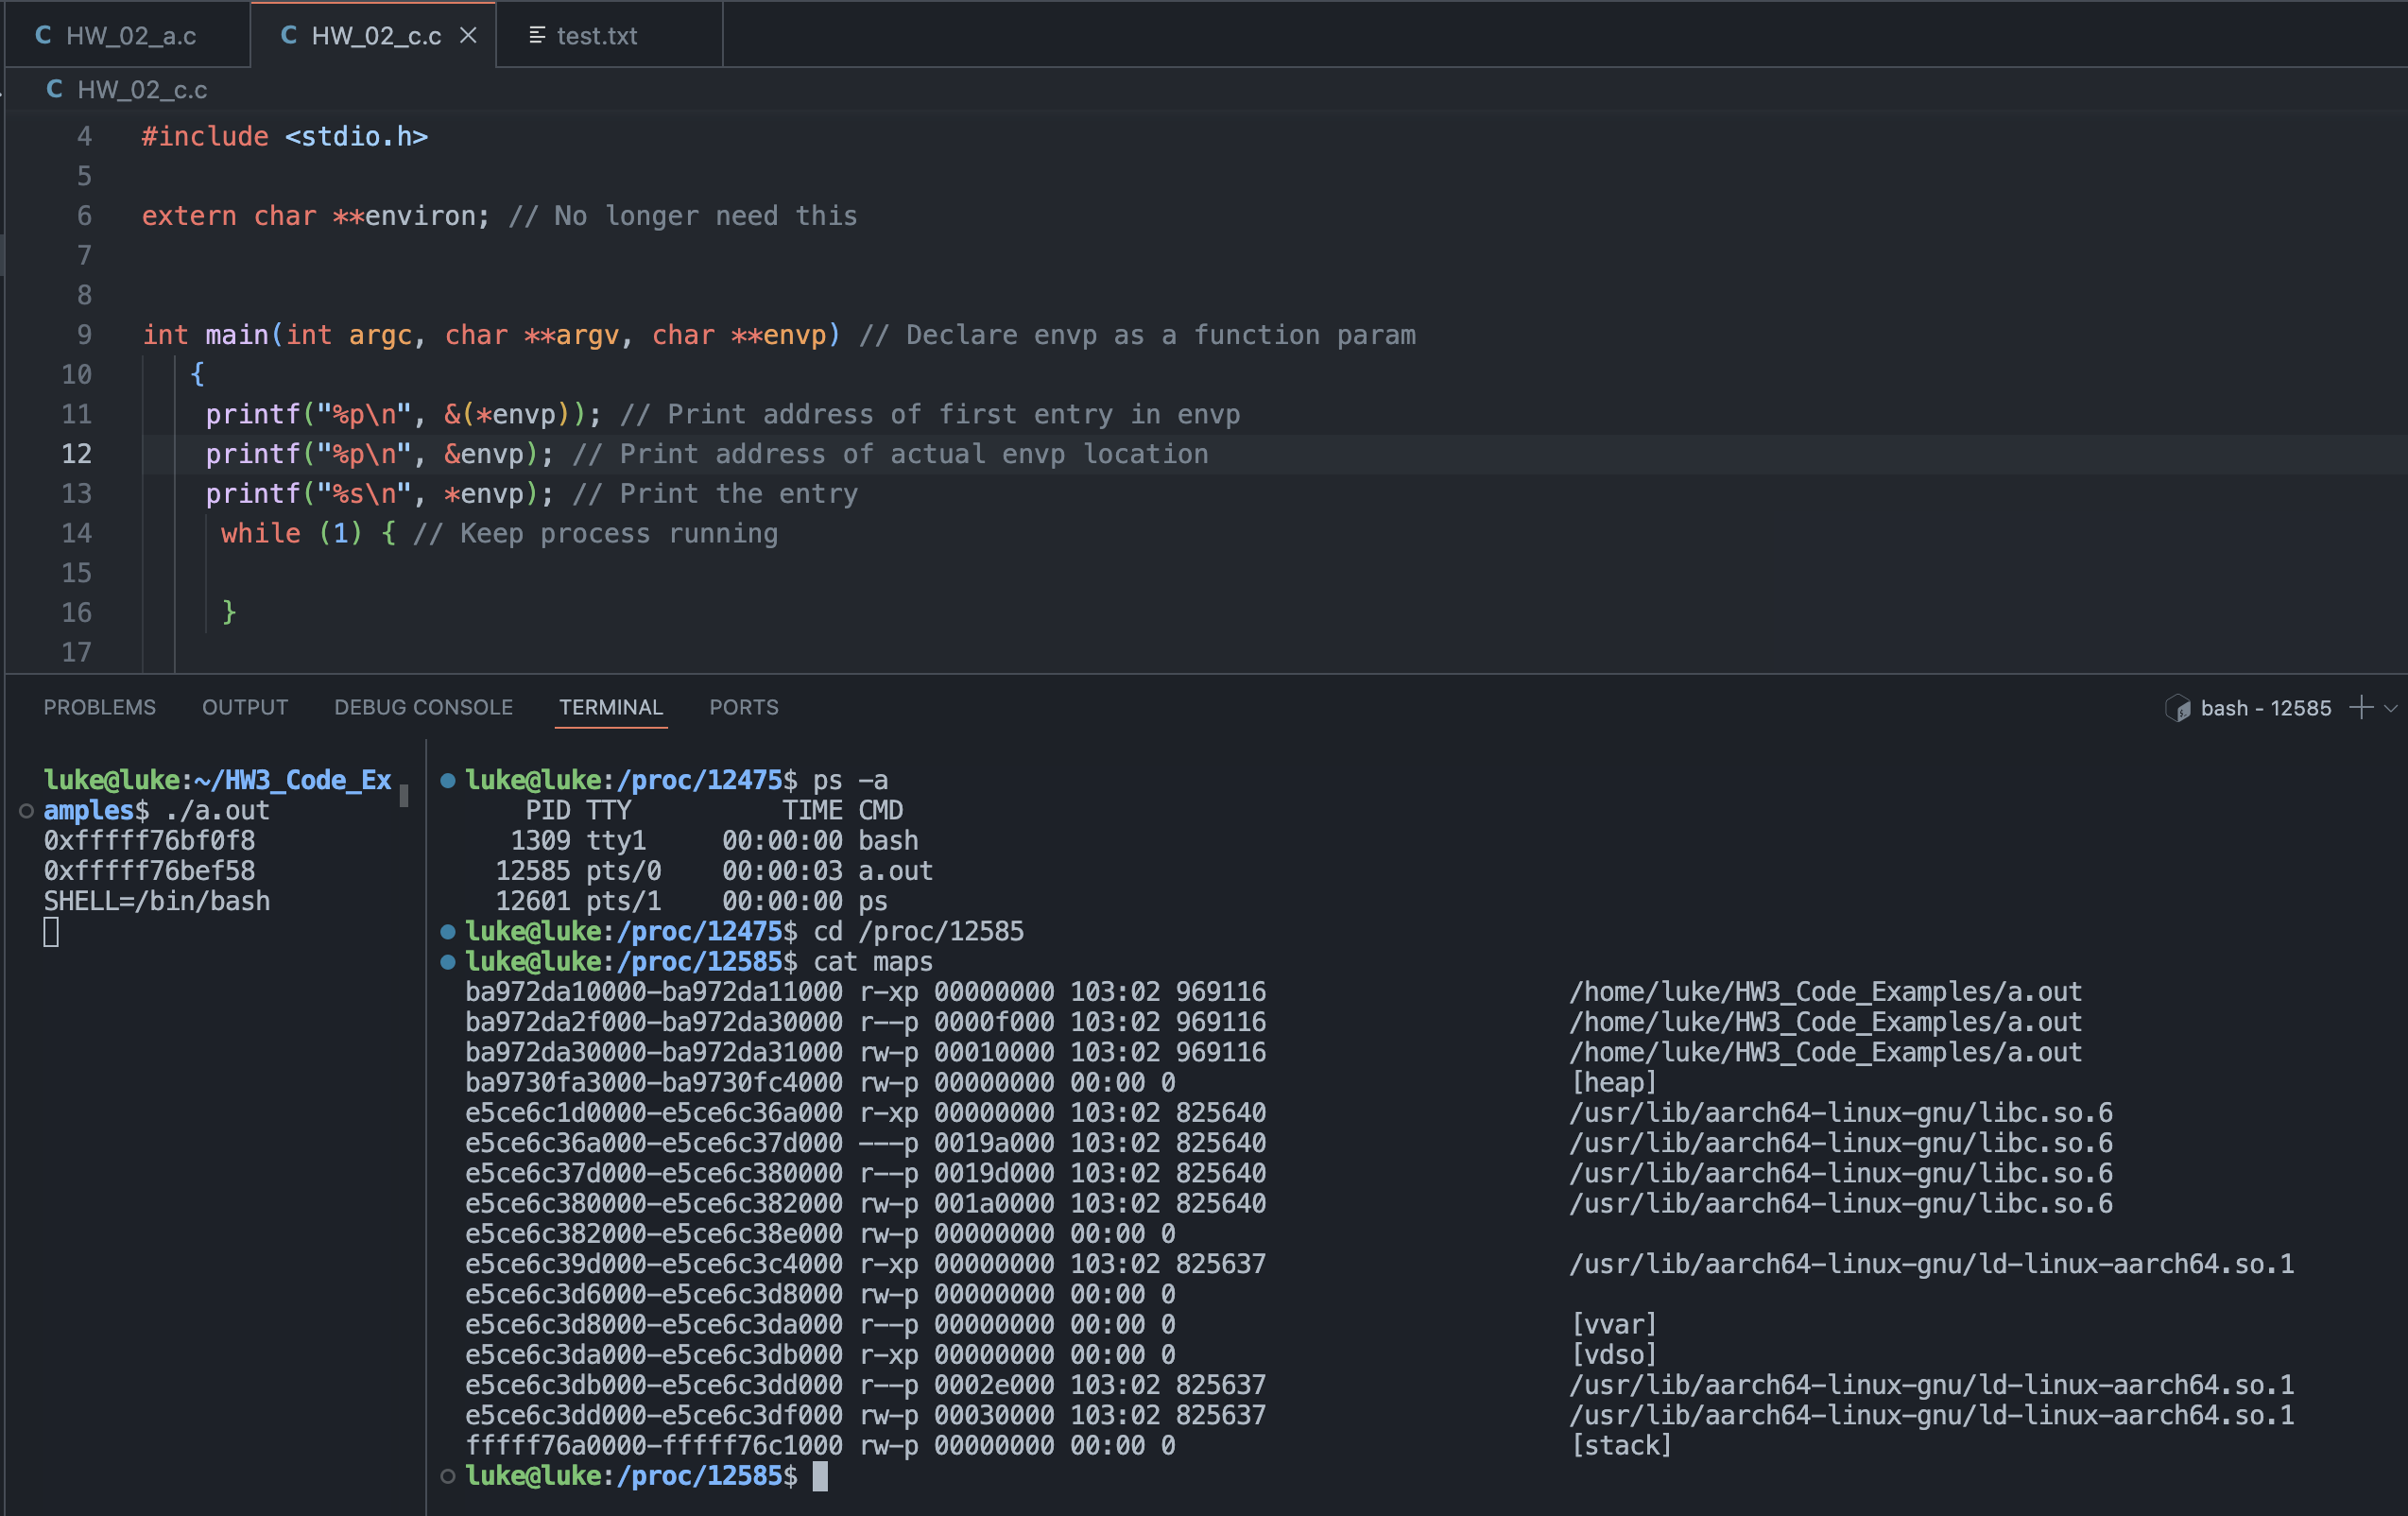 C HW_02_a.c
C HW_02_c.c
test.txt
C HW_02_c.c
4 #include <stdio.h>
5
6 extern char **environ; // No longer need this
7
8
9 int main(int argc, char **argv, char **envp) // Declare envp as a function param
10 {
11 printf("%p\n", &(*envp)); // Print address of first entry in envp
12 printf("%p\n", &envp); // Print address of actual envp location
13 printf("%s\n", *envp); // Print the entry
14 while (1) { // Keep process running
15
16 }
17
PROBLEMS OUTPUT DEBUG CONSOLE TERMINAL PORTS
bash - 12585
luke@luke:~/HW3_Code_Ex
amples$ ./a.out
0xfffff76bf0f8
0xfffff76bef58
SHELL=/bin/bash
luke@luke:/proc/12475$ ps -a
PID TTY TIME CMD
1309 tty1 00:00:00 bash
12585 pts/0 00:00:03 a.out
12601 pts/1 00:00:00 ps
luke@luke:/proc/12475$ cd /proc/12585
luke@luke:/proc/12585$ cat maps
ba972da10000-ba972da11000 r-xp 00000000 103:02 969116 /home/luke/HW3_Code_Examples/a.out
ba972da2f000-ba972da30000 r--p 0000f000 103:02 969116 /home/luke/HW3_Code_Examples/a.out
ba972da30000-ba972da31000 rw-p 00010000 103:02 969116 /home/luke/HW3_Code_Examples/a.out
ba9730fa3000-ba9730fc4000 rw-p 00000000 00:00 0 [heap]
e5ce6c1d0000-e5ce6c36a000 r-xp 00000000 103:02 825640 /usr/lib/aarch64-linux-gnu/libc.so.6
e5ce6c36a000-e5ce6c37d000 ---p 0019a000 103:02 825640 /usr/lib/aarch64-linux-gnu/libc.so.6
e5ce6c37d000-e5ce6c380000 r--p 0019d000 103:02 825640 /usr/lib/aarch64-linux-gnu/libc.so.6
e5ce6c380000-e5ce6c382000 rw-p 001a0000 103:02 825640 /usr/lib/aarch64-linux-gnu/libc.so.6
e5ce6c382000-e5ce6c38e000 rw-p 00000000 00:00 0
e5ce6c39d000-e5ce6c3c4000 r-xp 00000000 103:02 825637 /usr/lib/aarch64-linux-gnu/ld-linux-aarch64.so.1
e5ce6c3d6000-e5ce6c3d8000 rw-p 00000000 00:00 0
e5ce6c3d8000-e5ce6c3da000 r--p 00000000 00:00 0 [vvar]
e5ce6c3da000-e5ce6c3db000 r-xp 00000000 00:00 0 [vdso]
e5ce6c3db000-e5ce6c3dd000 r--p 0002e000 103:02 825637 /usr/lib/aarch64-linux-gnu/ld-linux-aarch64.so.1
e5ce6c3dd000-e5ce6c3df000 rw-p 00030000 103:02 825637 /usr/lib/aarch64-linux-gnu/ld-linux-aarch64.so.1
fffff76a0000-fffff76c1000 rw-p 00000000 00:00 0 [stack]
luke@luke:/proc/12585$